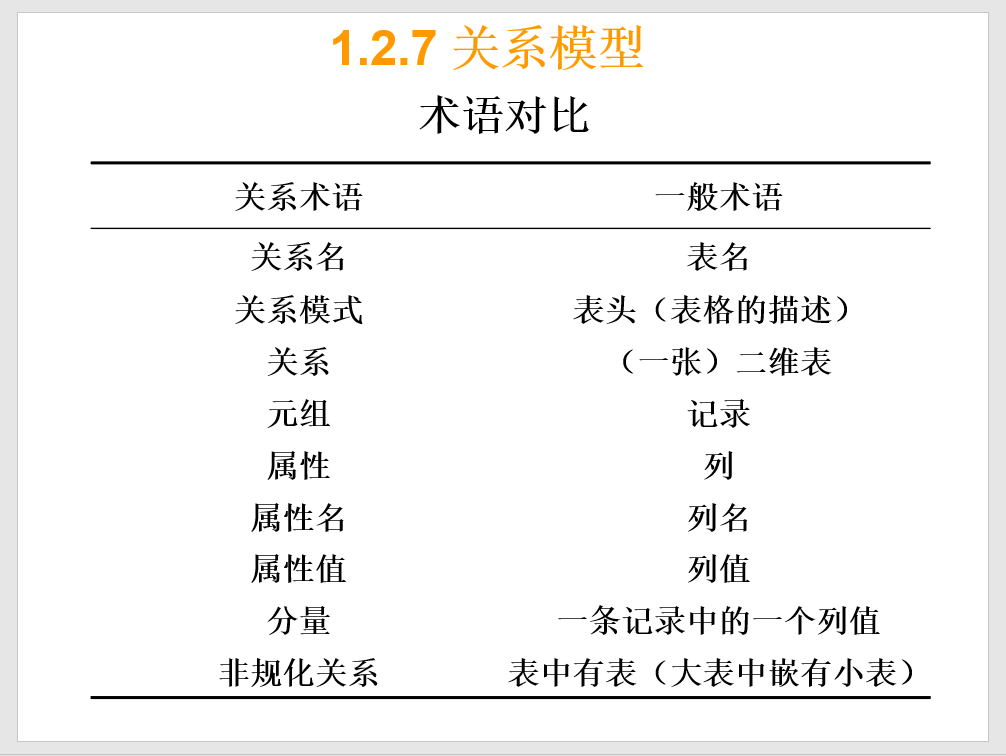 1.2.7 关系模型
术语对比
关系术语 一般术语
关系名 表名
关系模式 表头（表格的描述）
关系 （一张）二维表
元组 记录
属性 列
属性名 列名
属性值 列值
分量 一条记录中的一个列值
非规化关系 表中有表（大表中嵌有小表）